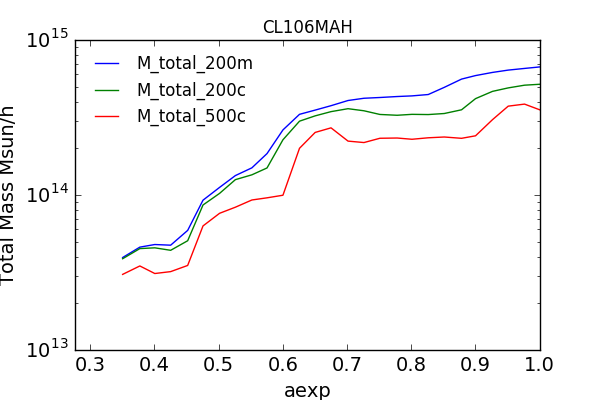 CL106MAH
10^15
M_total_200m
M_total_200c
M_total_500c
Total Mass Msun/h
10^14
10^13
0.3 0.4 0.5 0.6 0.7 0.8 0.9 1.0
aexp